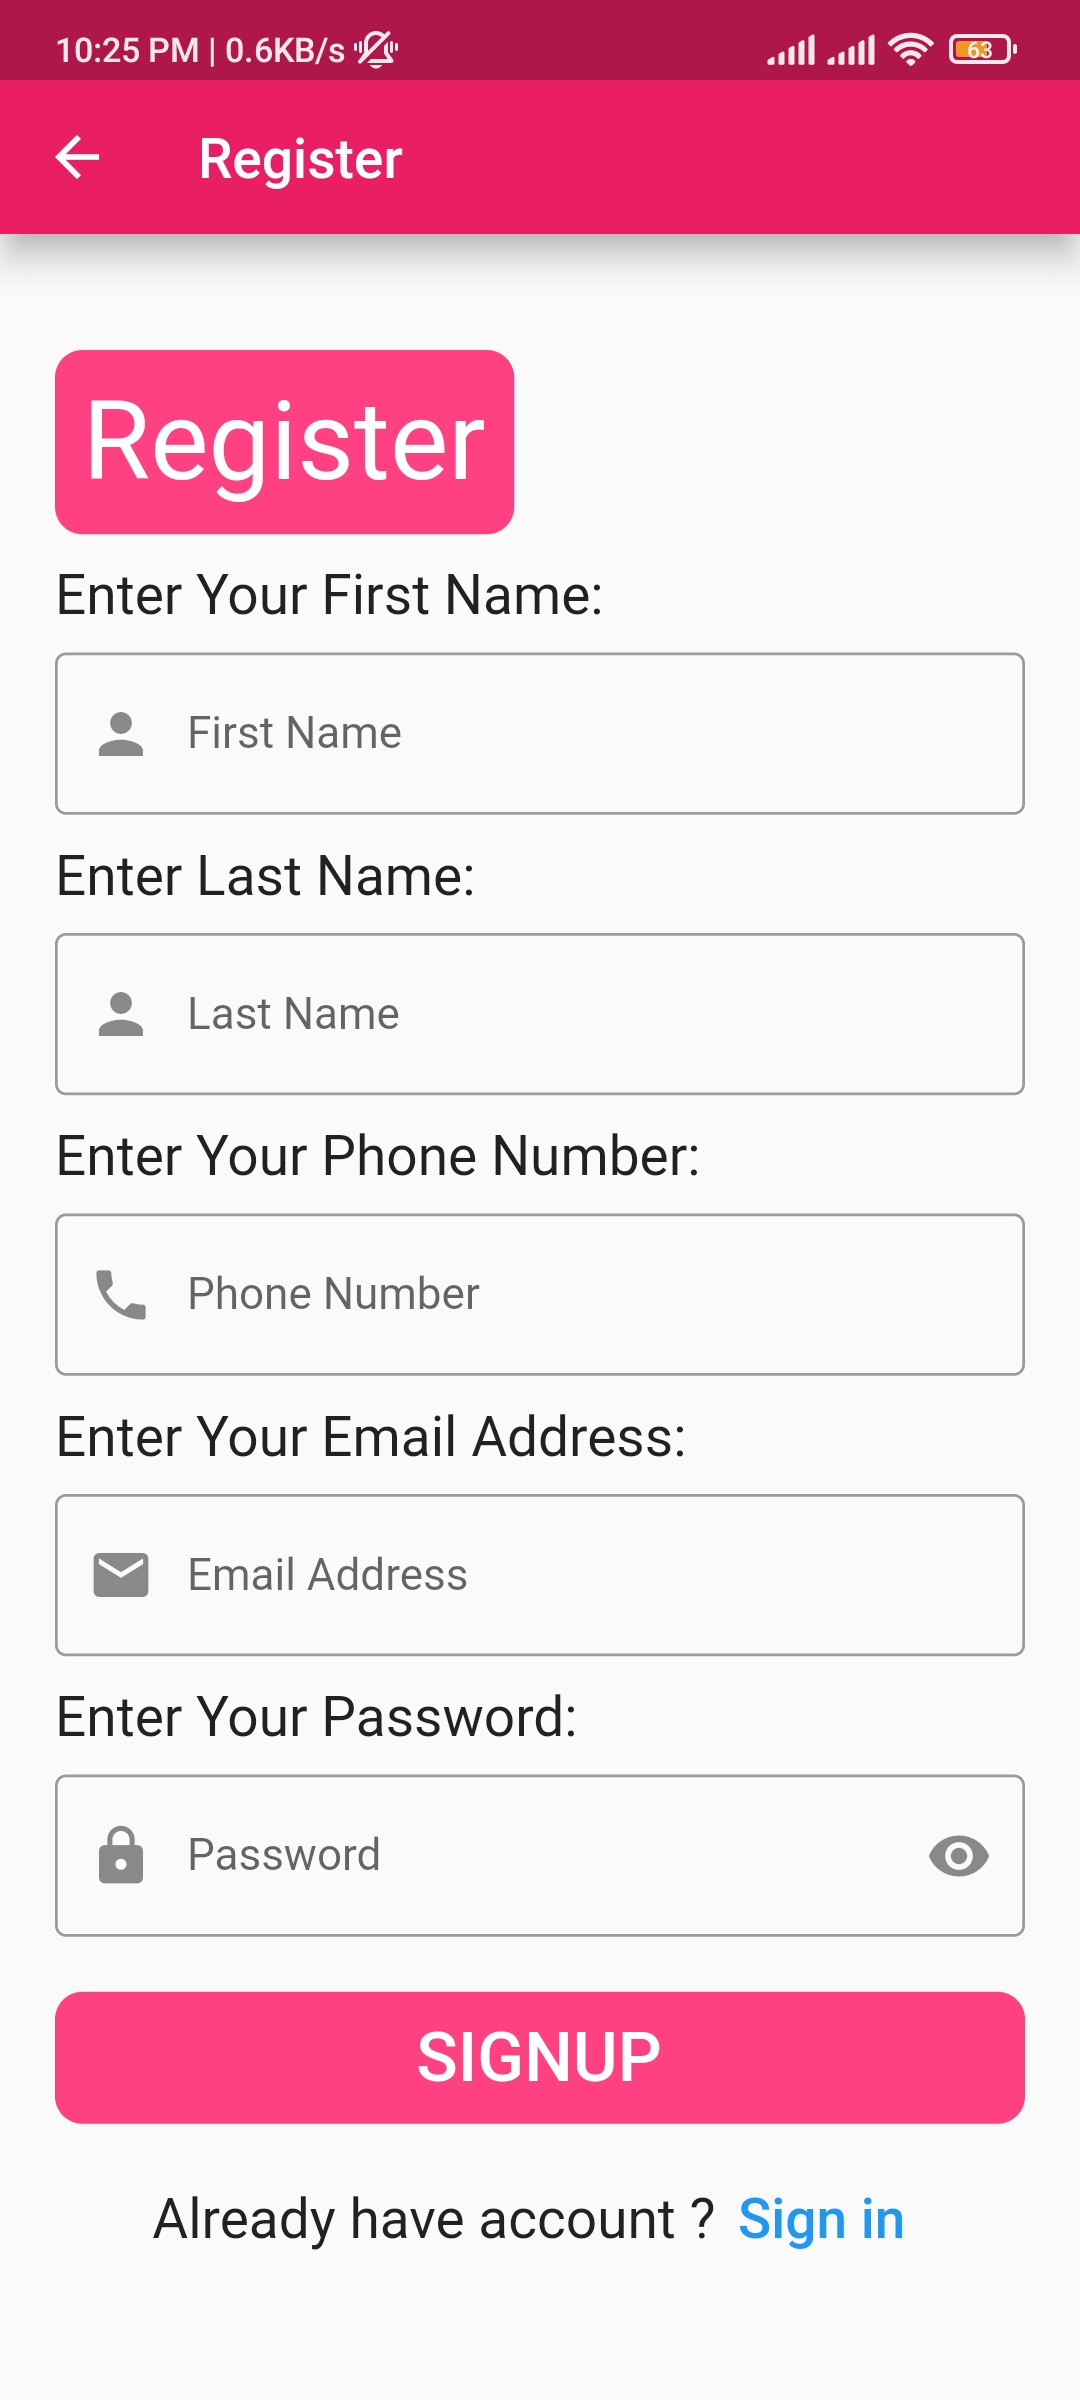 10:25 PM | 0.6KB/s 63
Register
Register
Enter Your First Name:
First Name
Enter Last Name:
Last Name
Enter Your Phone Number:
Phone Number
Enter Your Email Address:
Email Address
Enter Your Password:
Password
SIGNUP
Already have account ? Sign in